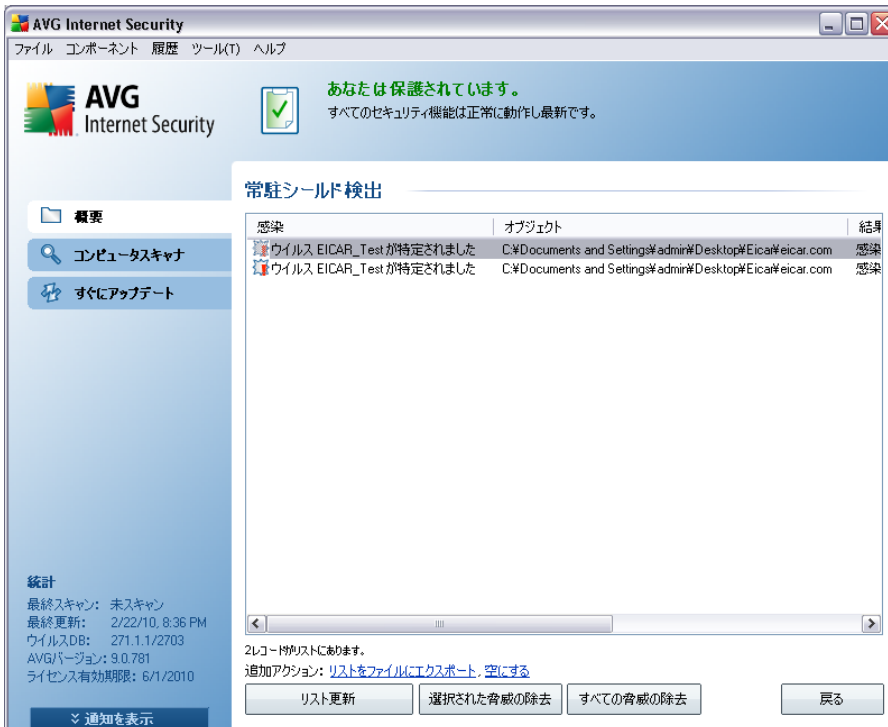 AVG Internet Security
ファイル コンポーネント 履歴 ツール(T) ヘルプ
AVG
Internet Security
あなたは保護されています。
すべてのセキュリティ機能は正常に動作し最新です。
概要
コンピュータスキャナ
すぐにアップデート
常駐シールド検出
感染 オブジェクト 結果
ウイルス EICAR_Test が特定されました C:¥Documents and Settings¥admin¥Desktop¥Eicar¥eicar.com 感染
ウイルス EICAR_Test が特定されました C:¥Documents and Settings¥admin¥Desktop¥Eicar¥eicar.com 感染
2レコードがリストにあります。
追加アクション: リストをファイルにエクスポート, 空にする
リスト更新 選択された脅威の除去 すべての脅威の除去 戻る
統計
最終スキャン: 未スキャン
最終更新: 2/22/10, 8:36 PM
ウイルスDB: 271.1.1/2703
AVGバージョン: 9.0.781
ライセンス有効期限: 6/1/2010
通知を表示